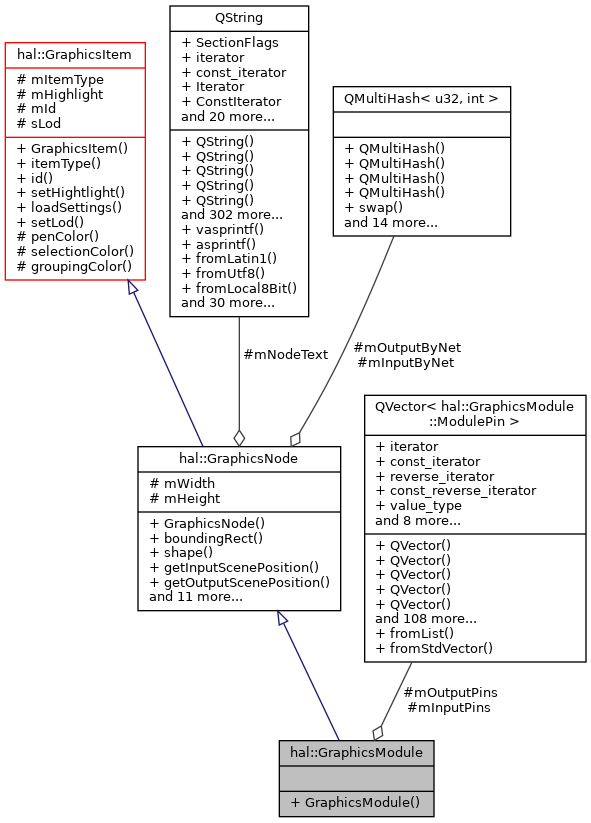 QString
+ SectionFlags
+ iterator
+ const_iterator
+ Iterator
+ ConstIterator
and 20 more...
+ QString()
+ QString()
+ QString()
+ QString()
+ QString()
and 302 more...
+ vasprintf()
+ asprintf()
+ fromLatin1()
+ fromUtf8()
+ fromLocal8Bit()
and 30 more...
hal::GraphicsItem
# mItemType
# mHighlight
# mId
# sLod
+ GraphicsItem()
+ itemType()
+ id()
+ setHightlight()
+ loadSettings()
+ setLod()
# penColor()
# selectionColor()
# groupingColor()
QMultiHash< u32, int >
+ QMultiHash()
+ QMultiHash()
+ QMultiHash()
+ QMultiHash()
+ swap()
and 14 more...
#mNodeText
#mOutputByNet
#mInputByNet
hal::GraphicsNode
# mWidth
# mHeight
+ GraphicsNode()
+ boundingRect()
+ shape()
+ getInputScenePosition()
+ getOutputScenePosition()
and 11 more...
QVector< hal::GraphicsModule
::ModulePin >
+ iterator
+ const_iterator
+ reverse_iterator
+ const_reverse_iterator
+ value_type
and 8 more...
+ QVector()
+ QVector()
+ QVector()
+ QVector()
+ QVector()
and 108 more...
+ fromList()
+ fromStdVector()
#mOutputPins
#mInputPins
hal::GraphicsModule
+ GraphicsModule()